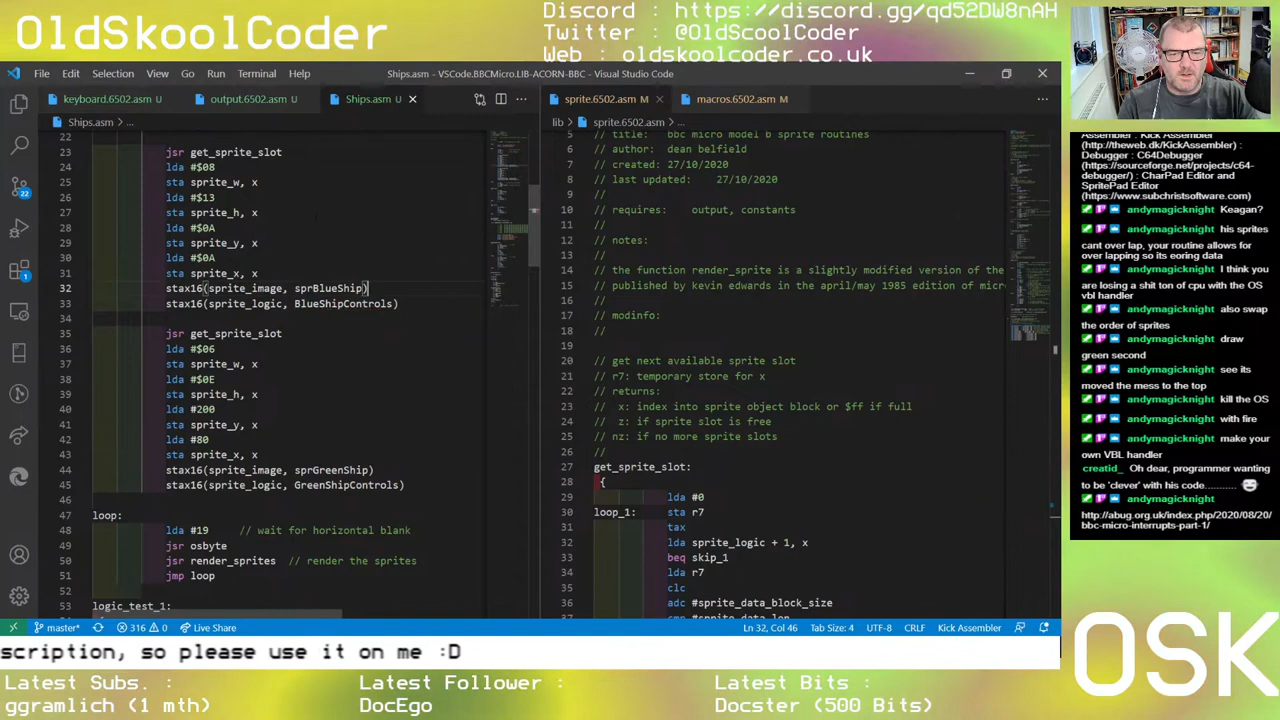 OldSkoolCoder
Discord : https://discord.gg/qd52DW8nAH
Twitter : @OldScoolCoder
Web : oldskoolcoder.co.uk
File Edit Selection View Go Run Terminal Help
Ships.asm - VSCode.BBCMicro.LIB-ACORN-BBC - Visual Studio Code
keyboard.6502.asm U
output.6502.asm U
Ships.asm U
sprite.6502.asm M
macros.6502.asm M
Ships.asm > ...
lib > sprite.6502.asm > ...
22
23 jsr get_sprite_slot
24 lda #$08
25 sta sprite_w, x
26 lda #$13
27 sta sprite_h, x
28 lda #$0A
29 sta sprite_y, x
30 lda #$0A
31 sta sprite_x, x
32 stax16(sprite_image, sprBlueShip)
33 stax16(sprite_logic, BlueShipControls)
34
35 jsr get_sprite_slot
36 lda #$06
37 sta sprite_w, x
38 lda #$0E
39 sta sprite_h, x
40 lda #200
41 sta sprite_y, x
42 lda #80
43 sta sprite_x, x
44 stax16(sprite_image, sprGreenShip)
45 stax16(sprite_logic, GreenShipControls)
46
47 loop:
48 lda #19 // wait for horizontal blank
49 jsr osbyte
50 jsr render_sprites // render the sprites
51 jmp loop
52
53 logic_test_1:
5 // title: bbc micro model b sprite routines
6 // author: dean belfield
7 // created: 27/10/2020
8 // last updated: 27/10/2020
9 //
10 // requires: output, constants
11 //
12 // notes:
13 //
14 // the function render_sprite is a slightly modified version of the
15 // published by kevin edwards in the april/may 1985 edition of micr
16 //
17 // modinfo:
18 //
19
20 // get next available sprite slot
21 // r7: temporary store for x
22 // returns:
23 // x: index into sprite object block or $ff if full
24 // z: if sprite slot is free
25 // nz: if no more sprite slots
26 //
27 get_sprite_slot:
28 {
29 lda #0
30 loop_1: sta r7
31 tax
32 lda sprite_logic + 1, x
33 beq skip_1
34 lda r7
35 clc
36 adc #sprite_data_block_size
22
1
master* 316 0 Live Share
Ln 32, Col 46 Tab Size: 4 UTF-8 CRLF Kick Assembler
Assembler : Kick Assembler
(http://theweb.dk/KickAssembler) :
Debugger : C64Debugger
(https://sourceforge.net/projects/c64-
debugger/) : CharPad Editor and
SpritePad Editor
(https://www.subchristsoftware.com)
andymagicknight Keagan?
andymagicknight his sprites
cant over lap, your routine allows for
over lapping so its eoring data
andymagicknight I think you
are losing a shit ton of cpu with the OS
vbl handler
andymagicknight also swap
the order of sprites
andymagicknight draw
green second
andymagicknight see its
moved the mess to the top
andymagicknight kill the OS
andymagicknight with fire
andymagicknight make your
own VBL handler
creatid_ Oh dear, programmer wanting
to be 'clever' with his code...........
andymagicknight
http://abug.org.uk/index.php/2020/08/20/
bbc-micro-interrupts-part-1/
scription, so please use it on me :D
OSK
Latest Subs. :
ggramlich (1 mth)
Latest Follower :
DocEgo
Latest Bits :
Docster (500 Bits)